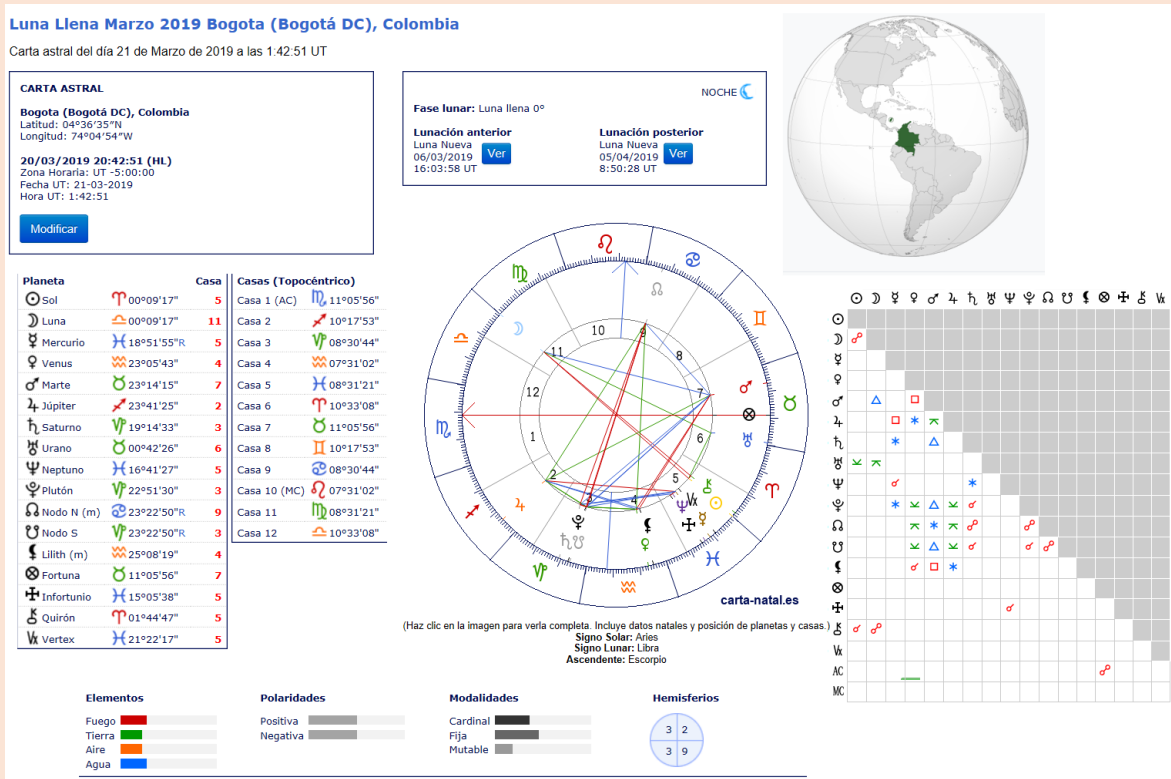 Luna Llena Marzo 2019 Bogota (Bogotá DC), Colombia
Carta astral del día 21 de Marzo de 2019 a las 1:42:51 UT
CARTA ASTRAL
Bogota (Bogotá DC), Colombia
Latitud: 04°36'35"N
Longitud: 74°04'54"W
20/03/2019 20:42:51 (HL)
Zona Horaria: UT -5:00:00
Fecha UT: 21-03-2019
Hora UT: 1:42:51
Modificar
NOCHE
Fase lunar: Luna llena 0°
Lunación anterior
Luna Nueva
06/03/2019
16:03:58 UT
Ver
Lunación posterior
Luna Nueva
05/04/2019
8:50:28 UT
Ver
Planeta Casa
☉ Sol ♈ 00°09'17" 5
☽ Luna ♎ 00°09'17" 11
☿ Mercurio ♓ 18°51'55"R 5
♀ Venus ♒ 23°05'43" 4
♂ Marte ♉ 23°14'15" 7
♃ Júpiter ♐ 23°41'25" 2
♄ Saturno ♑ 19°14'33" 3
♅ Urano ♉ 00°42'26" 6
♆ Neptuno ♓ 16°41'27" 5
Plutón ♑ 22°51'30" 3
☊ Nodo N (m) ♋ 23°22'50"R 9
☋ Nodo S ♑ 23°22'50"R 3
⚸ Lilith (m) ♒ 25°08'19" 4
⊗ Fortuna ♉ 11°05'56" 7
Infortunio ♓ 15°05'38" 5
⚷ Quirón ♈ 01°44'47" 5
Vx Vertex ♓ 21°22'17" 5
Casas (Topocéntrico)
Casa 1 (AC) ♏ 11°05'56"
Casa 2 ♐ 10°17'53"
Casa 3 ♑ 08°30'44"
Casa 4 ♒ 07°31'02"
Casa 5 ♓ 08°31'21"
Casa 6 ♈ 10°33'08"
Casa 7 ♉ 11°05'56"
Casa 8 ♊ 10°17'53"
Casa 9 ♋ 08°30'44"
Casa 10 (MC) ♌ 07°31'02"
Casa 11 ♍ 08°31'21"
Casa 12 ♎ 10°33'08"
10
9
11
8
12
7
1
6
2
5
3
4
Vx
carta-natal.es
(Haz clic en la imagen para verla completa. Incluye datos natales y posición de planetas y casas.)
Signo Solar: Aries
Signo Lunar: Libra
Ascendente: Escorpio
Vx
Vx
AC
MC
Elementos
Fuego
Tierra
Aire
Agua
Polaridades
Positiva
Negativa
Modalidades
Cardinal
Fija
Mutable
Hemisferios
3 2
3 9